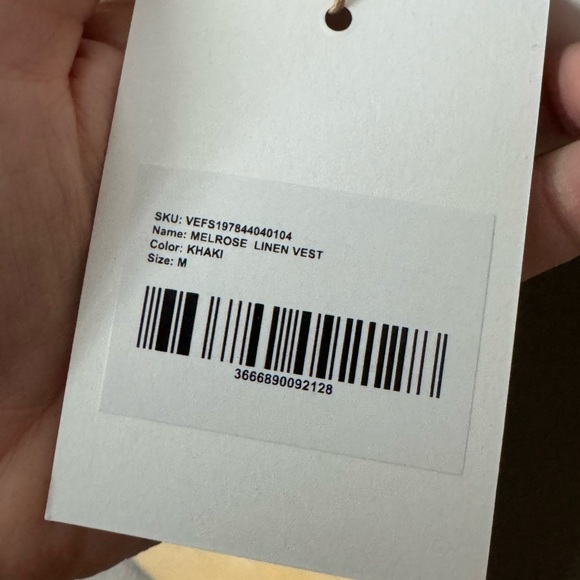 SKU: VEFS197844040104
Name: MELROSE  LINEN VEST
Color: KHAKI
Size: M
3666890092128